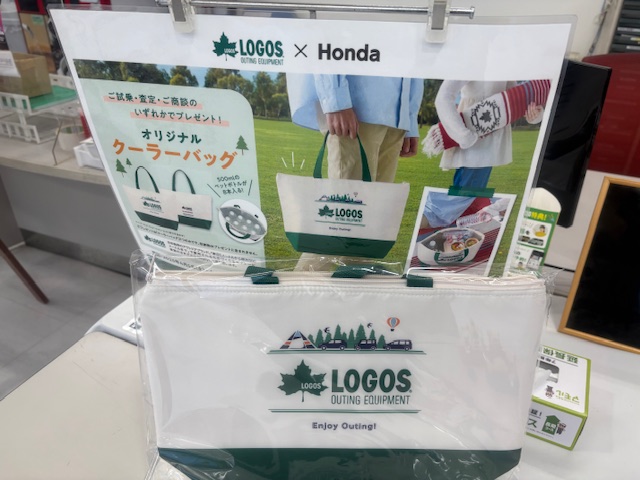 LOGOS × Honda
OUTING EQUIPMENT
ご試乗・査定・ご商談の
いずれかでプレゼント!
オリジナル
クーラーバッグ
500mlの
ペットボトルが
8本入る!
LOGOS
Enjoy Outing!
LOGOS
LOGOS
OUTING EQUIPMENT
Enjoy Outing!